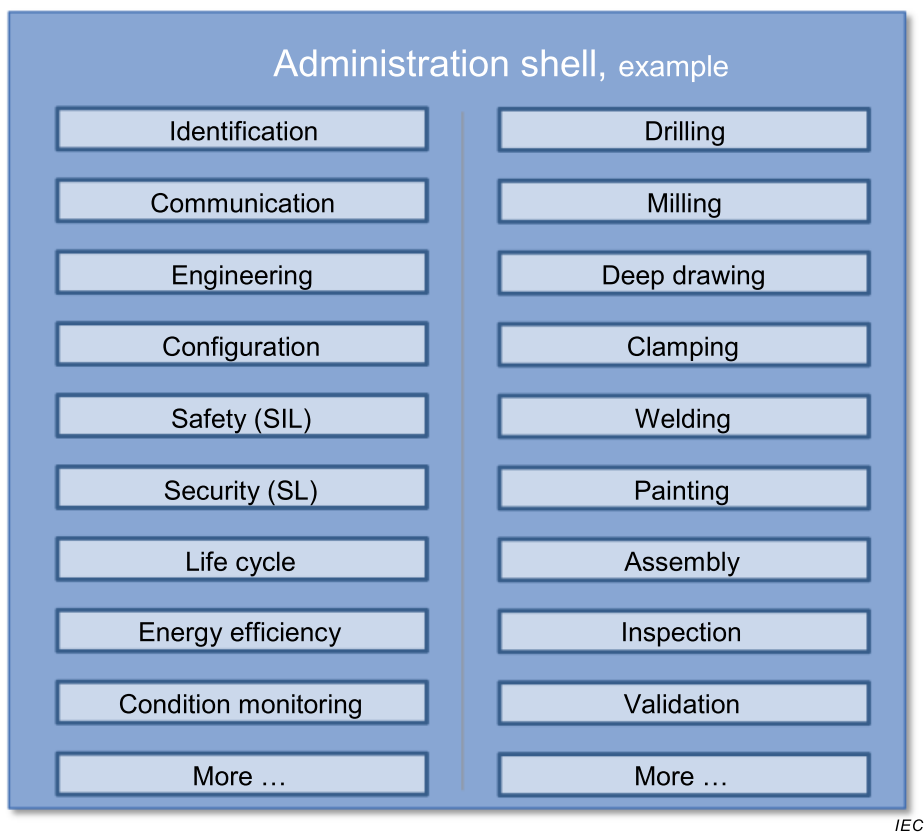 Administration shell, example
Identification
Communication
Engineering
Configuration
Safety (SIL)
Security (SL)
Life cycle
Energy efficiency
Condition monitoring
More …
Drilling
Milling
Deep drawing
Clamping
Welding
Painting
Assembly
Inspection
Validation
More …
IEC